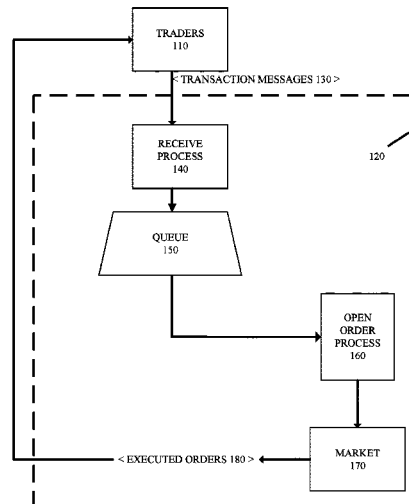 TRADERS
110
< TRANSACTION MESSAGES 130 >
RECEIVE
PROCESS
140
120
QUEUE
150
OPEN
ORDER
PROCESS
160
< EXECUTED ORDERS 180 >
MARKET
170